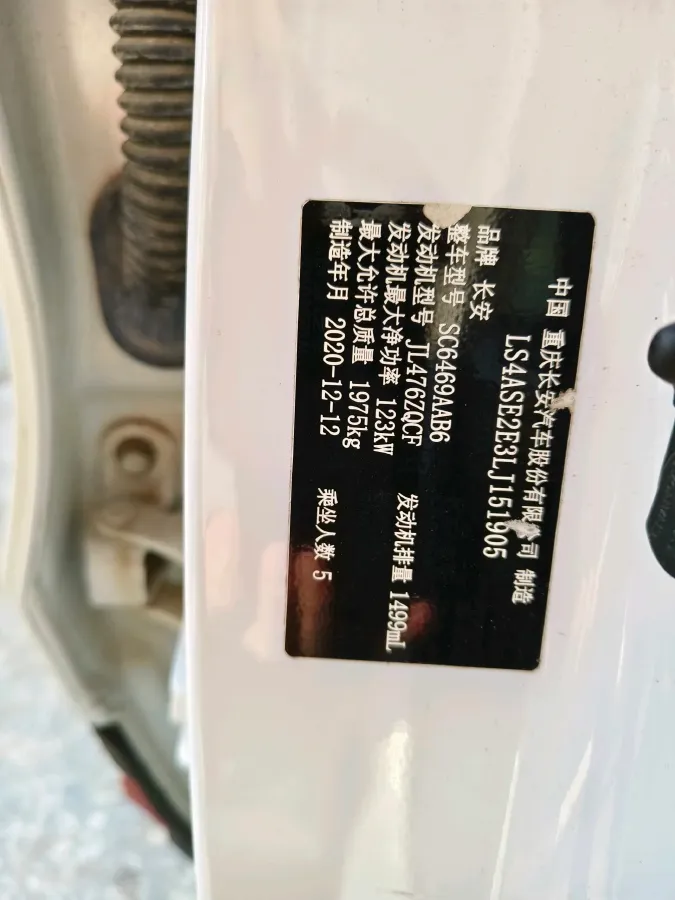 中国 重庆长安汽车股份有限公司 制造
LS4ASE2E3LJ151905
品牌 长安
整车型号 SC6469AAB6
发动机型号 JL476ZQCF 发动机排量 1499mL
发动机最大净功率 123kW
最大允许总质量 1975kg
制造年月 2020-12-12 乘坐人数 5